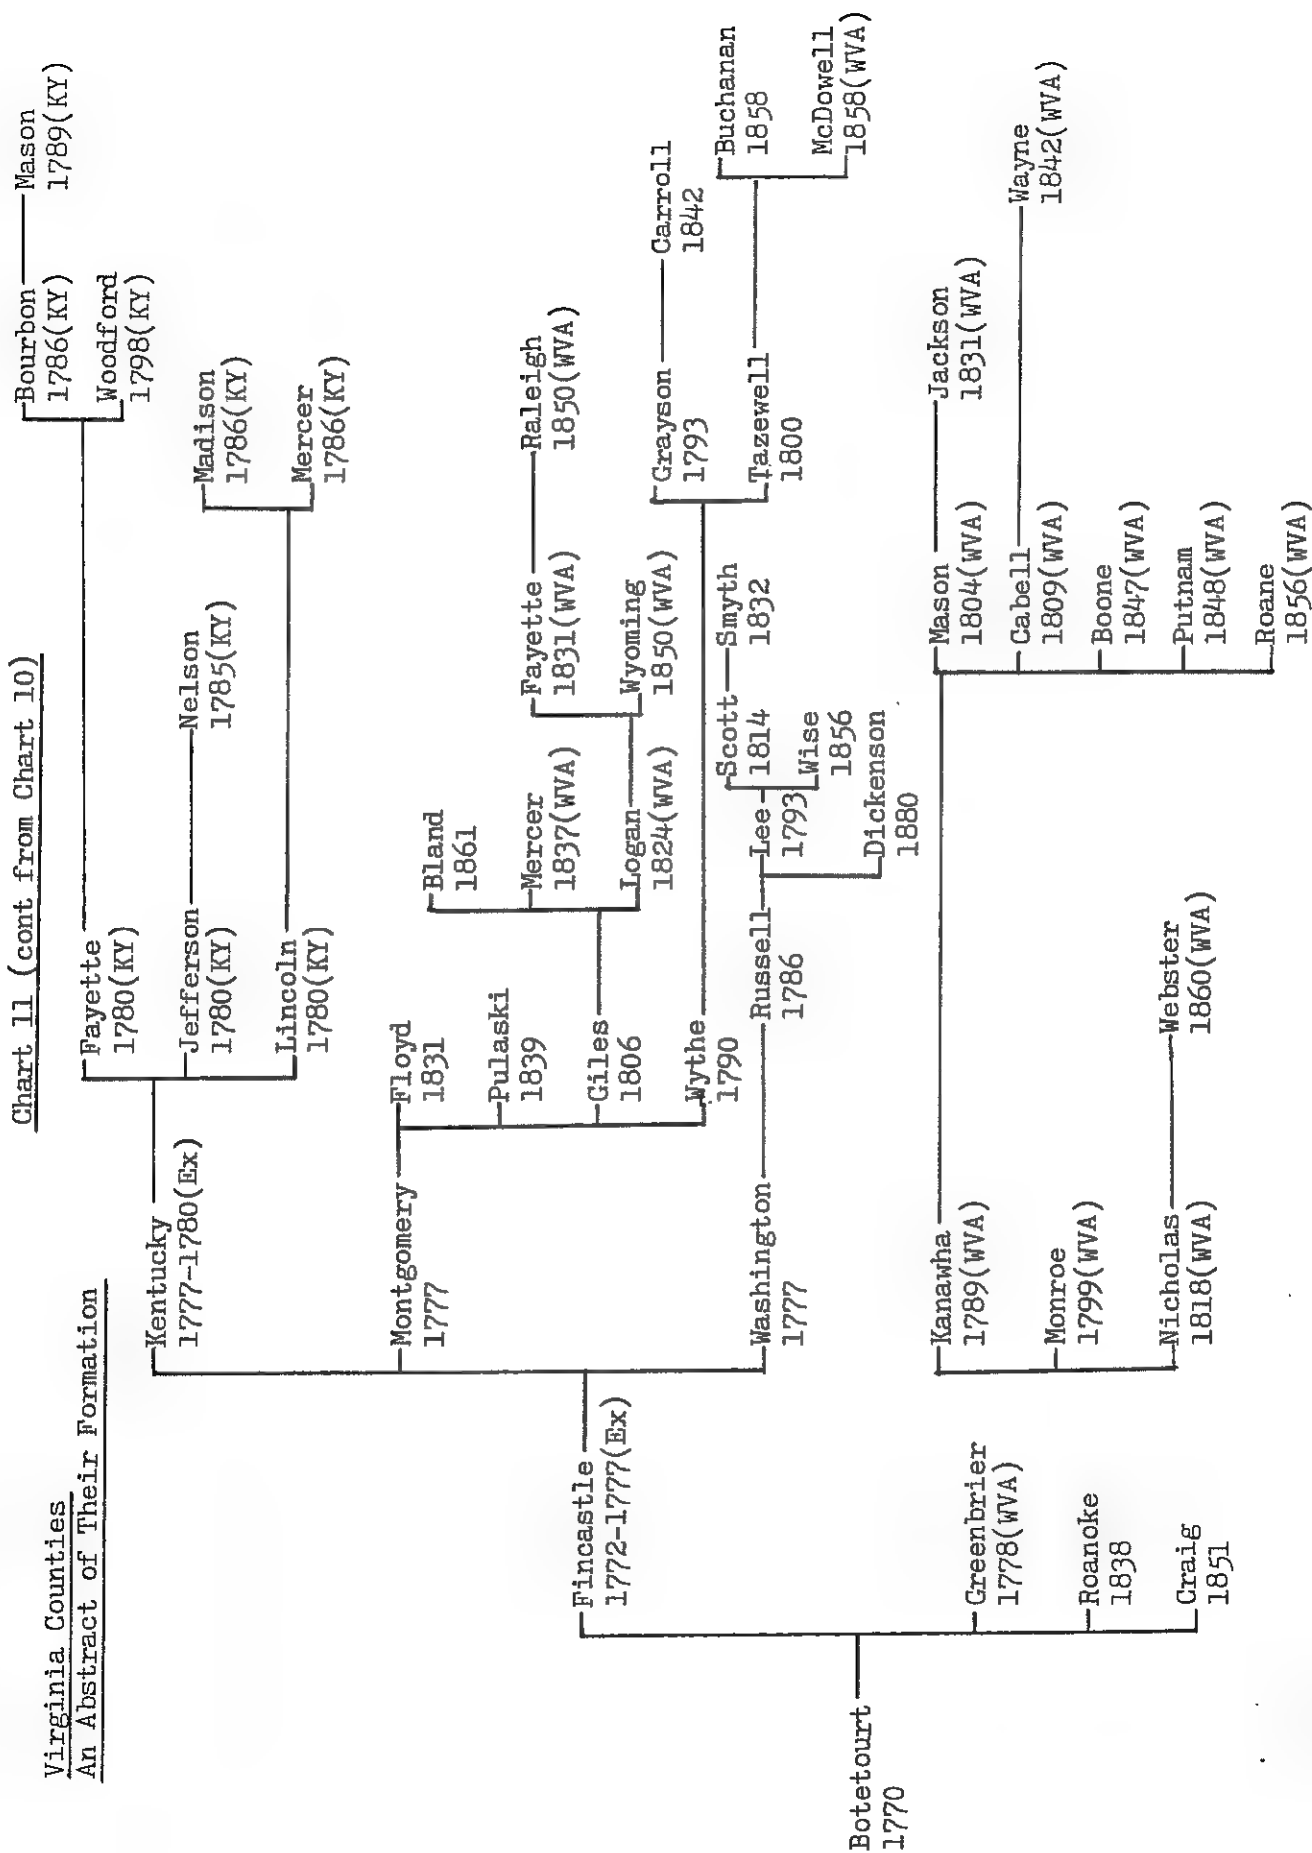 Virginia Counties
An Abstract of Their Formation
Chart 11 (cont from Chart 10)
Botetourt
1770
Fincastle
1772-1777(Ex)
Greenbrier
1778(WVA)
Roanoke
1838
Craig
1851
Kentucky
1777-1780(Ex)
Montgomery
1777
Washington
1777
Kanawha
1789(WVA)
Monroe
1799(WVA)
Nicholas
1818(WVA)
Fayette
1780(KY)
Jefferson
1780(KY)
Lincoln
1780(KY)
Floyd
1831
Pulaski
1839
Giles
1806
Wythe
1790
Russell
1786
Webster
1860(WVA)
Nelson
1785(KY)
Bland
1861
Mercer
1837(WVA)
Logan
1824(WVA)
Lee
1793
Dickenson
1880
Fayette
1831(WVA)
Wyoming
1850(WVA)
Scott
1814
Wise
1856
Smyth
1832
Mason
1804(WVA)
Cabell
1809(WVA)
Boone
1847(WVA)
Putnam
1848(WVA)
Roane
1856(WVA)
Madison
1786(KY)
Mercer
1786(KY)
Raleigh
1850(WVA)
Grayson
1793
Tazewell
1800
Jackson
1831(WVA)
Bourbon
1786(KY)
Woodford
1798(KY)
Carroll
1842
Wayne
1842(WVA)
Mason
1789(KY)
Buchanan
1858
McDowell
1858(WVA)